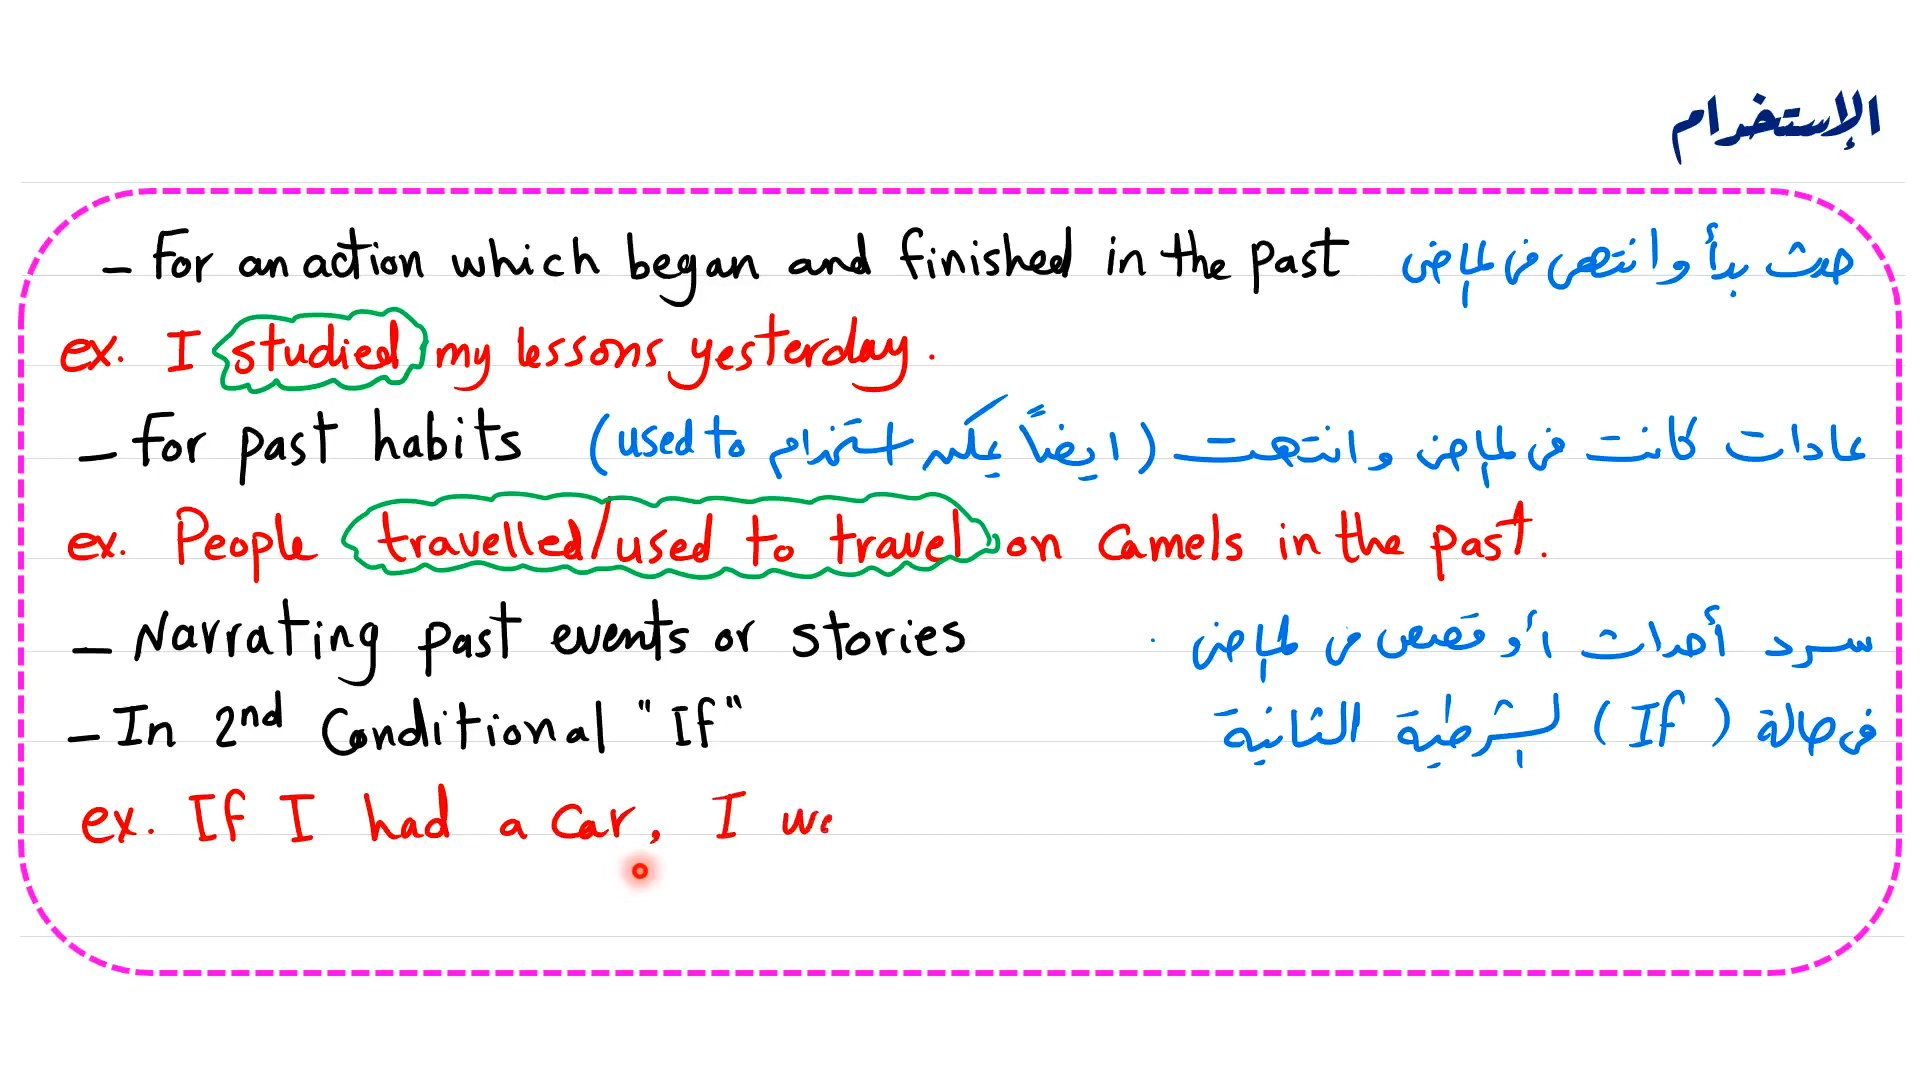 الإستخدام
- For an action which began and finished in the past حدث بدأ وانتهى في الماضي
ex. I studied my lessons yesterday.
- For past habits عادات كانت في الماضي وانتهت (ايضاً يمكن استخدام used to)
ex. People travelled/used to travel on camels in the past.
- Narrating past events or stories سرد أحداث أو قصص في الماضي
- In 2nd Conditional "If" في حالة (If) الشرطية الثانية
ex. If I had a car, I we